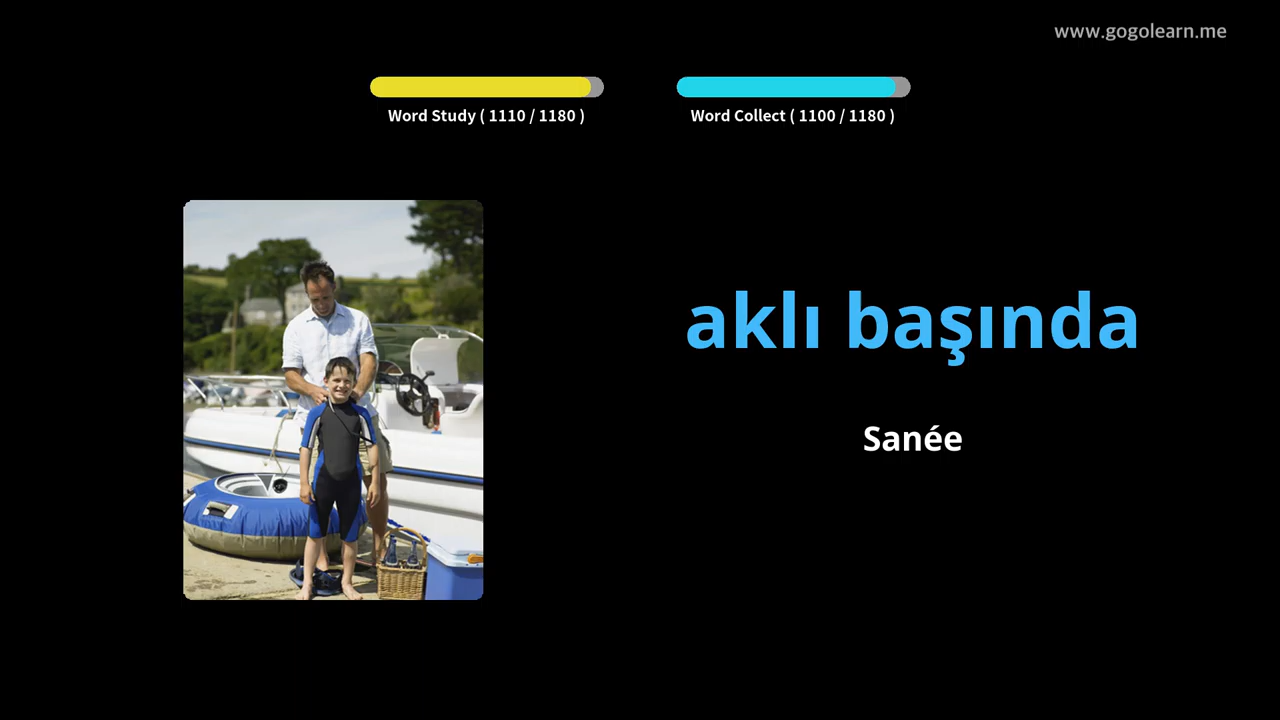 www.gogolearn.me
Word Study ( 1110 / 1180 )
Word Collect ( 1100 / 1180 )
aklı başında
Sanée